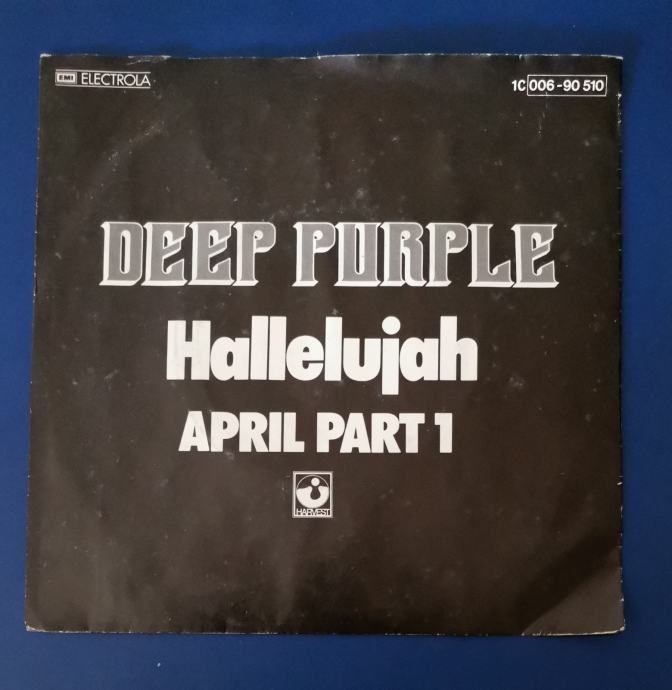 EMI ELECTROLA
1C 006-90 510
DEEP PURPLE
Hallelujah
APRIL PART 1
HARVEST